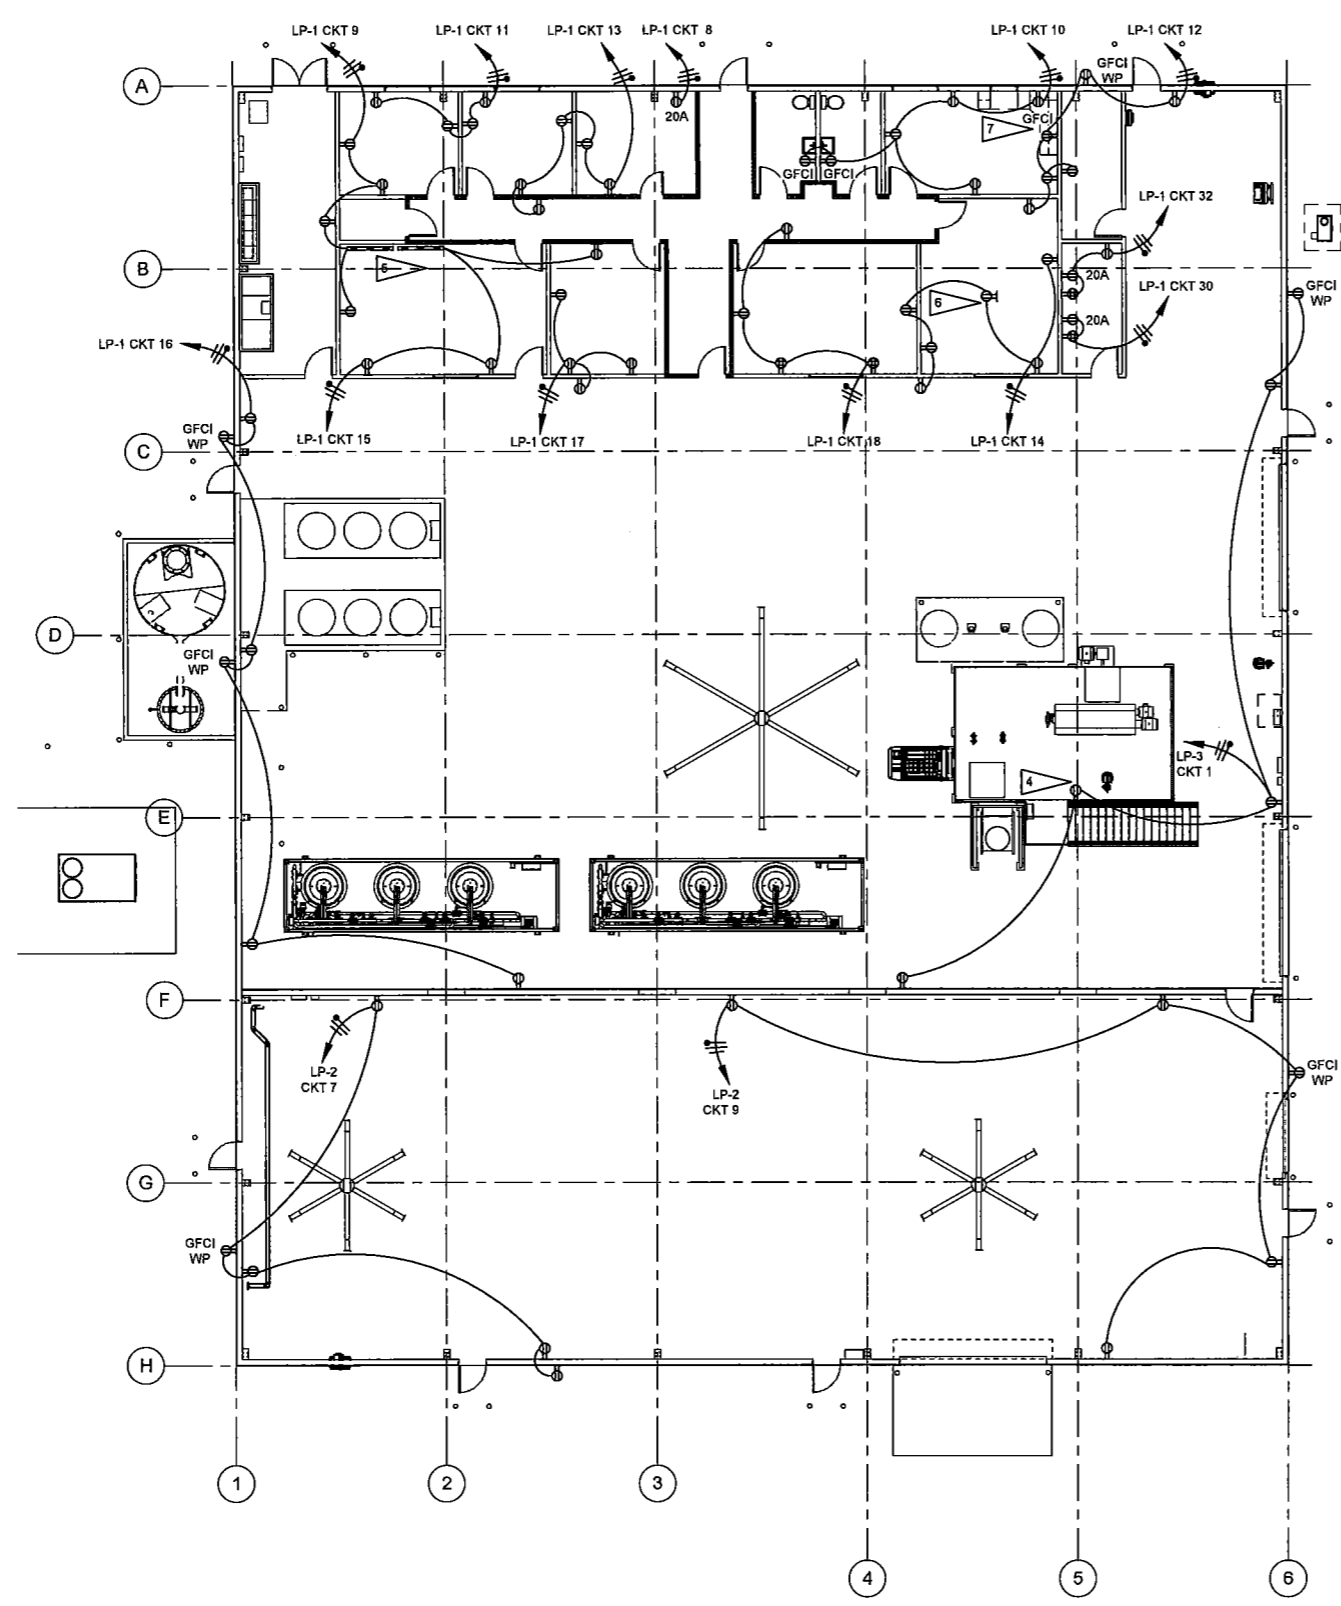 LP-1 CKT 9
LP-1 CKT 11
LP-1 CKT 13
LP-1 CKT 8
LP-1 CKT 10
LP-1 CKT 12
GFCI
WP
A
20A
GFCI
7
GFCI
GFCI
LP-1 CKT 32
B
5
20A
6
LP-1 CKT 30
GFCI
WP
20A
LP-1 CKT 16
GFCI
WP
LP-1 CKT 15
LP-1 CKT 17
LP-1 CKT 18
LP-1 CKT 14
C
D
GFCI
WP
LP-3
CKT 1
4
E
F
LP-2
CKT 7
LP-2
CKT 9
GFCI
WP
G
GFCI
WP
H
1
2
3
4
5
6